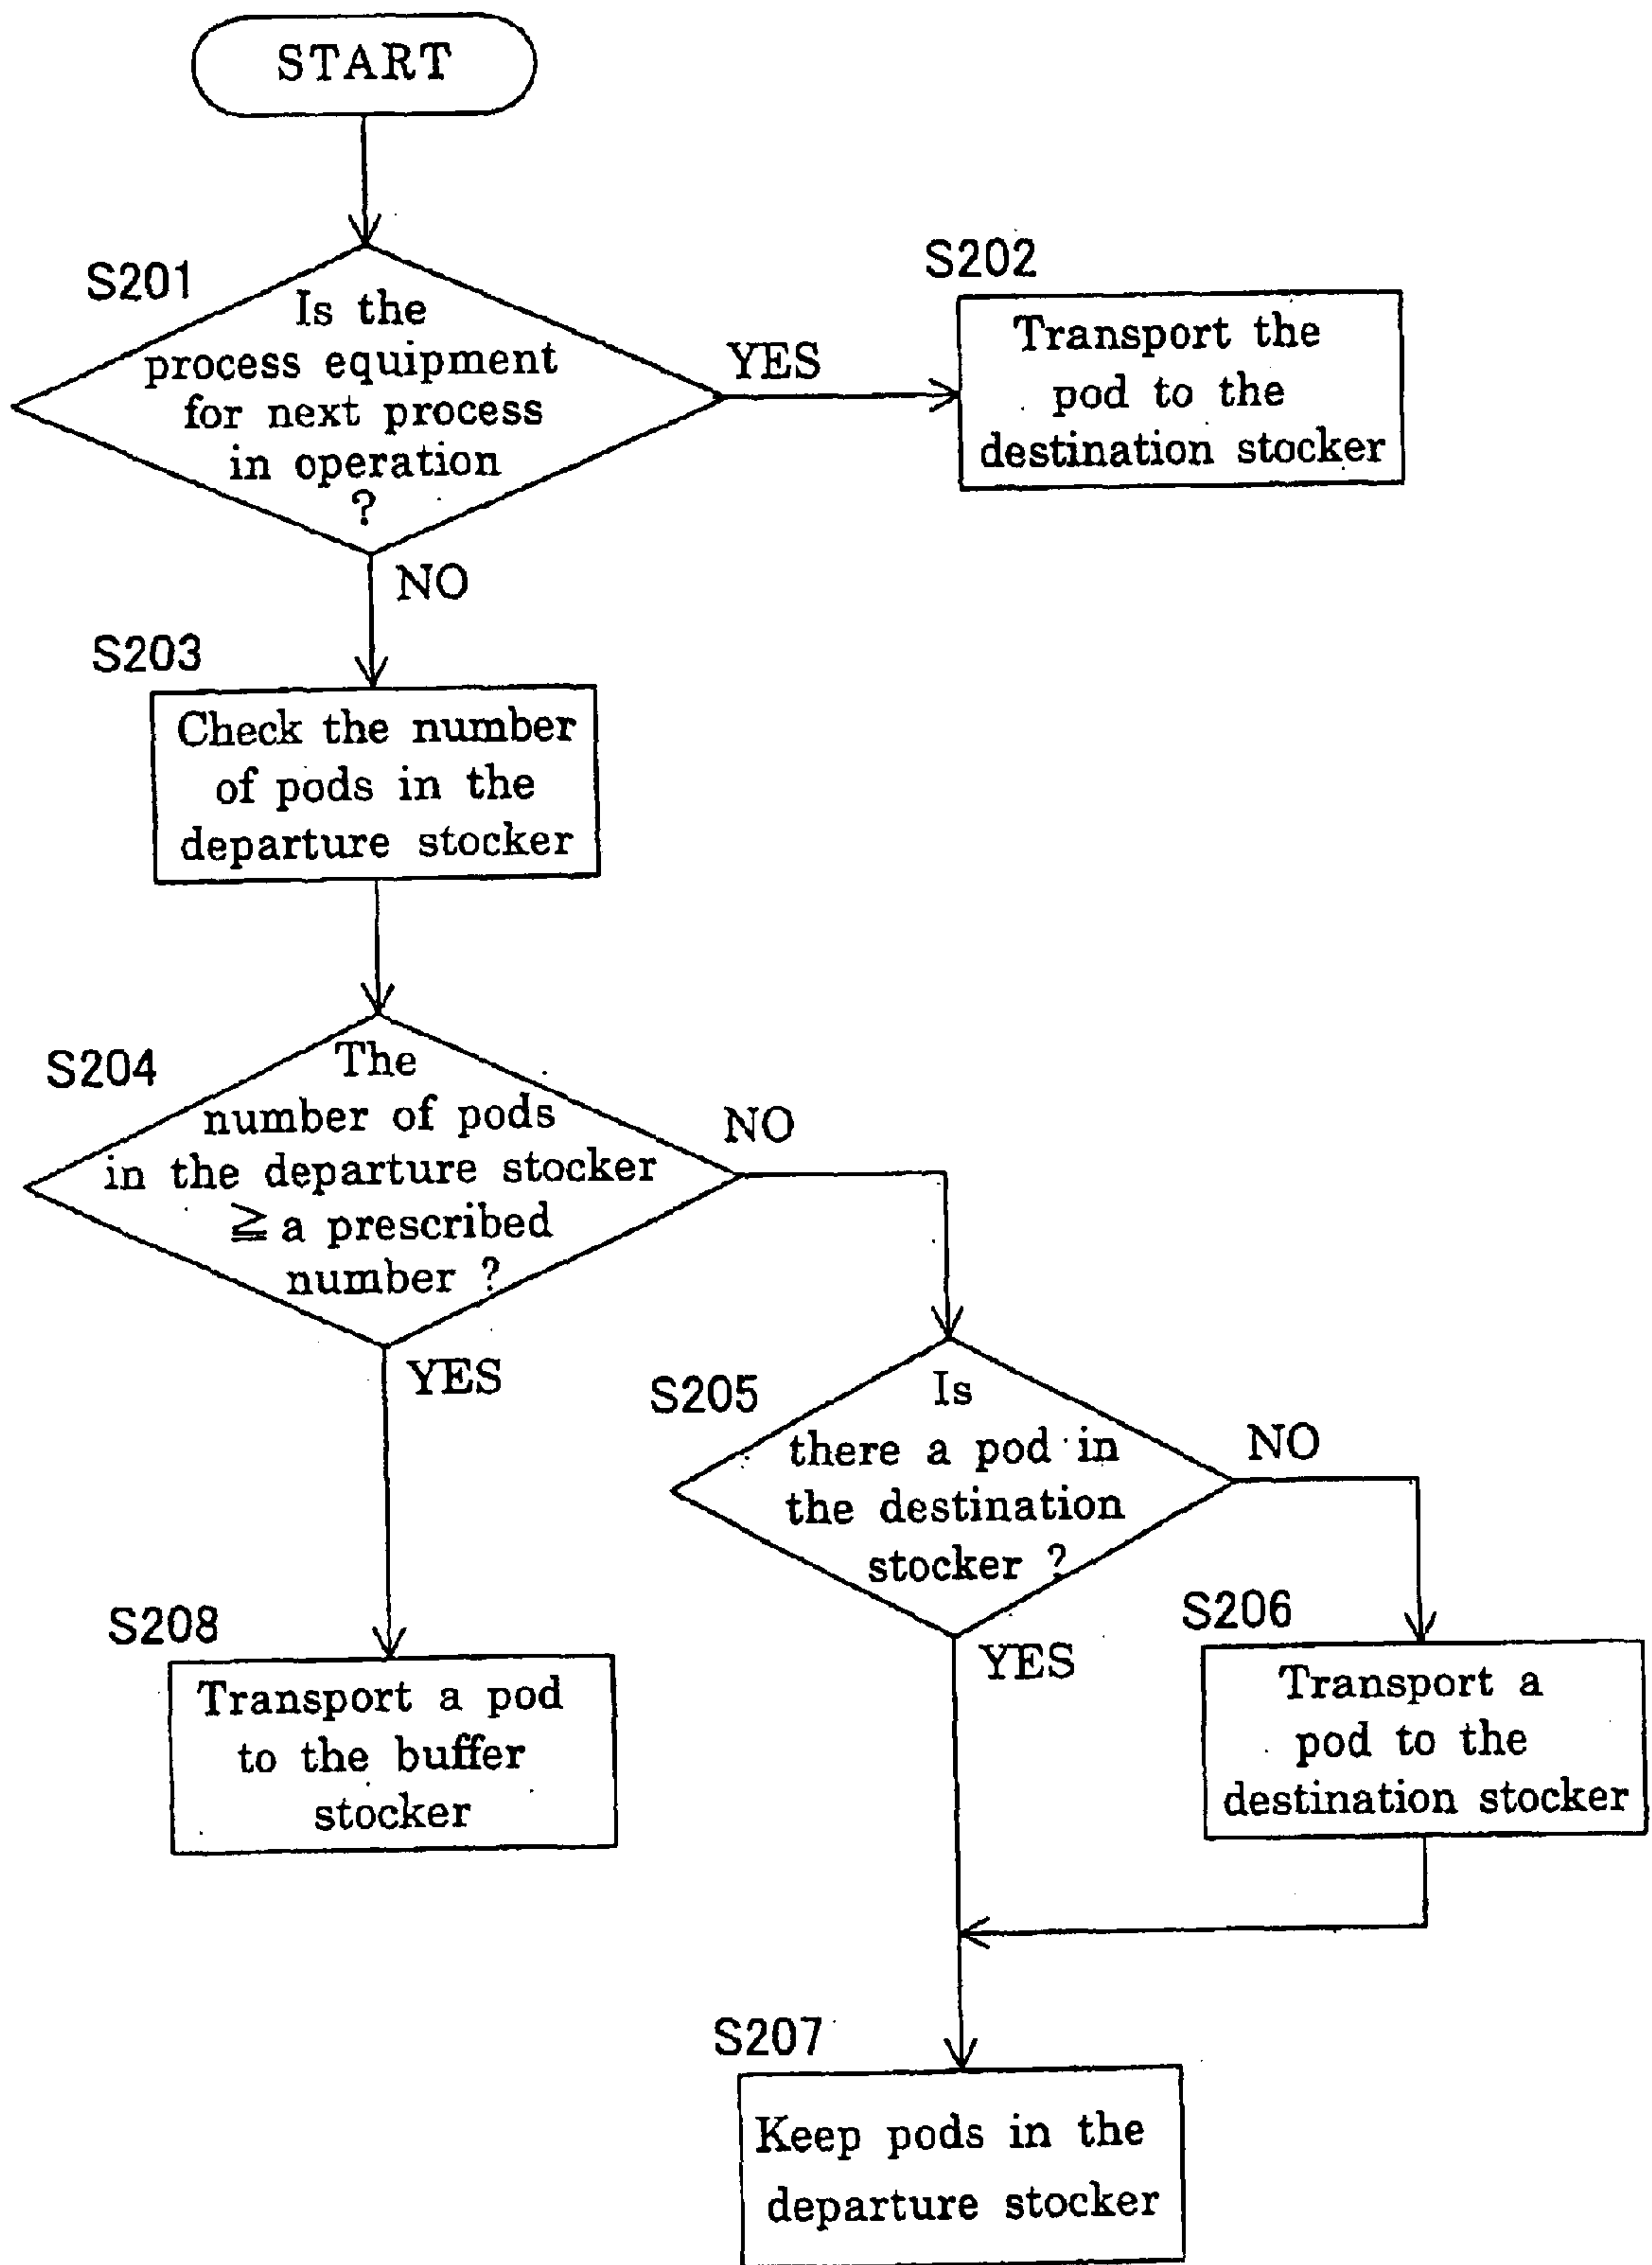 START
S201
Is the
process equipment
for next process
in operation
?
YES
S202
Transport the
pod to the
destination stocker
NO
S203
Check the number
of pods in the
departure stocker
S204
The
number of pods
in the departure stocker
≧ a prescribed
number ?
NO
YES
S205
Is
there a pod in
the destination
stocker ?
NO
YES
S206
Transport a
pod to the
destination stocker
S208
Transport a pod
to the buffer
stocker
S207
Keep pods in the
departure stocker